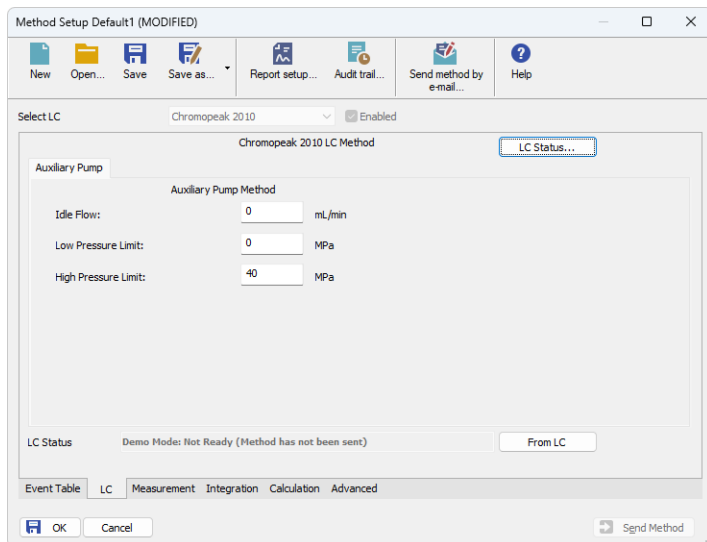 Method Setup Default1 (MODIFIED)
New Open... Save Save as... Report setup... Audit trail... Send method by e-mail... Help
Select LC Chromopeak 2010 Enabled
Chromopeak 2010 LC Method LC Status...
Auxiliary Pump
Auxiliary Pump Method
Idle Flow: 0 mL/min
Low Pressure Limit: 0 MPa
High Pressure Limit: 40 MPa
LC Status Demo Mode: Not Ready (Method has not been sent) From LC
Event Table LC Measurement Integration Calculation Advanced
OK Cancel Send Method